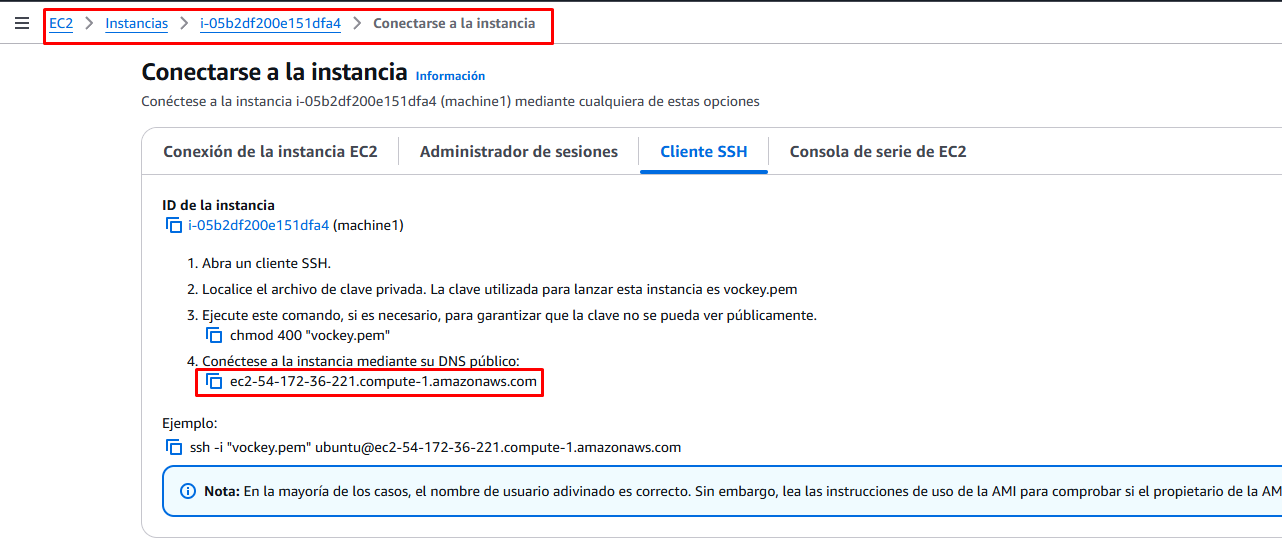 EC2 > Instancias > i-05b2df200e151dfa4 > Conectarse a la instancia
Conectarse a la instancia Información
Conéctese a la instancia i-05b2df200e151dfa4 (machine1) mediante cualquiera de estas opciones
Conexión de la instancia EC2 Administrador de sesiones Cliente SSH Consola de serie de EC2
ID de la instancia
i-05b2df200e151dfa4 (machine1)
1. Abra un cliente SSH.
2. Localice el archivo de clave privada. La clave utilizada para lanzar esta instancia es vockey.pem
3. Ejecute este comando, si es necesario, para garantizar que la clave no se pueda ver públicamente.
chmod 400 "vockey.pem"
4. Conéctese a la instancia mediante su DNS público:
ec2-54-172-36-221.compute-1.amazonaws.com
Ejemplo:
ssh -i "vockey.pem" ubuntu@ec2-54-172-36-221.compute-1.amazonaws.com
Nota: En la mayoría de los casos, el nombre de usuario adivinado es correcto. Sin embargo, lea las instrucciones de uso de la AMI para comprobar si el propietario de la AM